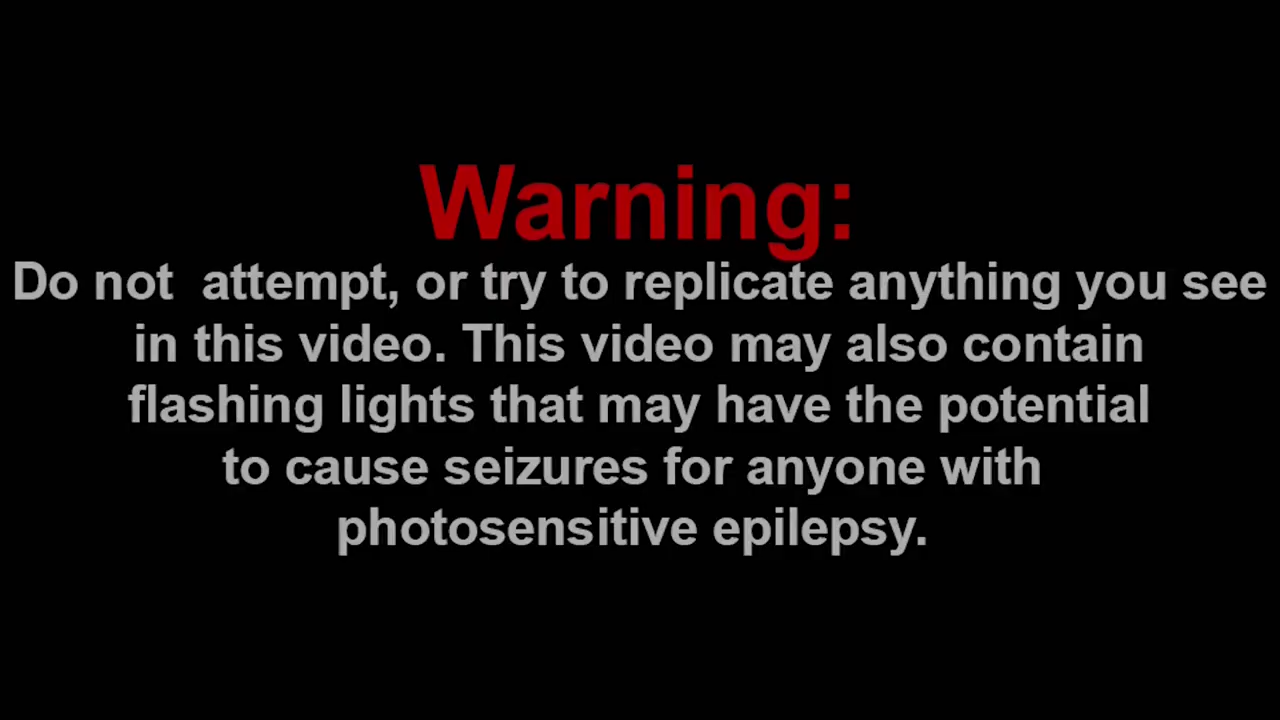 Warning:
Do not  attempt, or try to replicate anything you see
in this video. This video may also contain
flashing lights that may have the potential
to cause seizures for anyone with
photosensitive epilepsy.